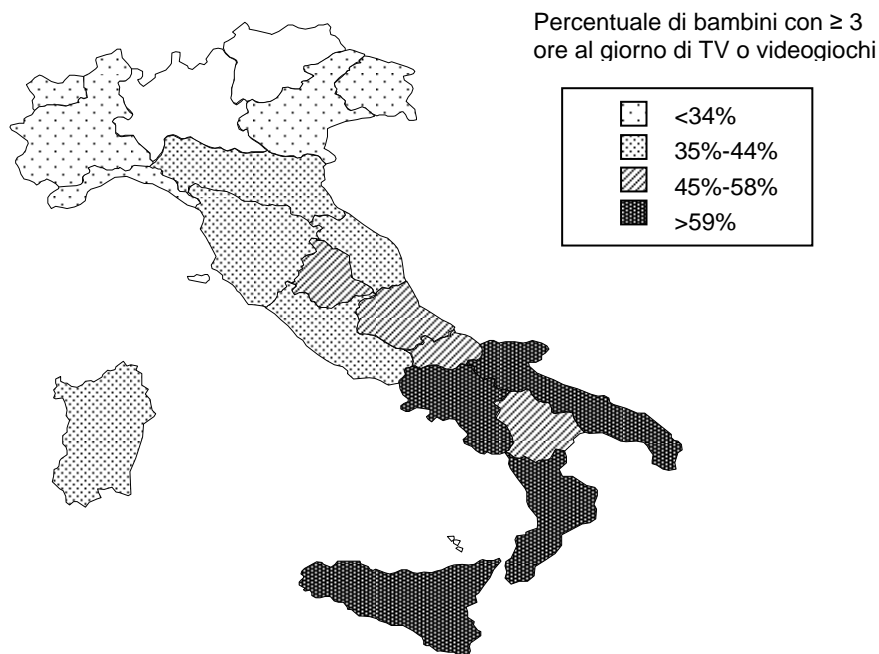 Percentuale di bambini con ≥ 3
ore al giorno di TV o videogiochi
<34%
35%-44%
45%-58%
>59%